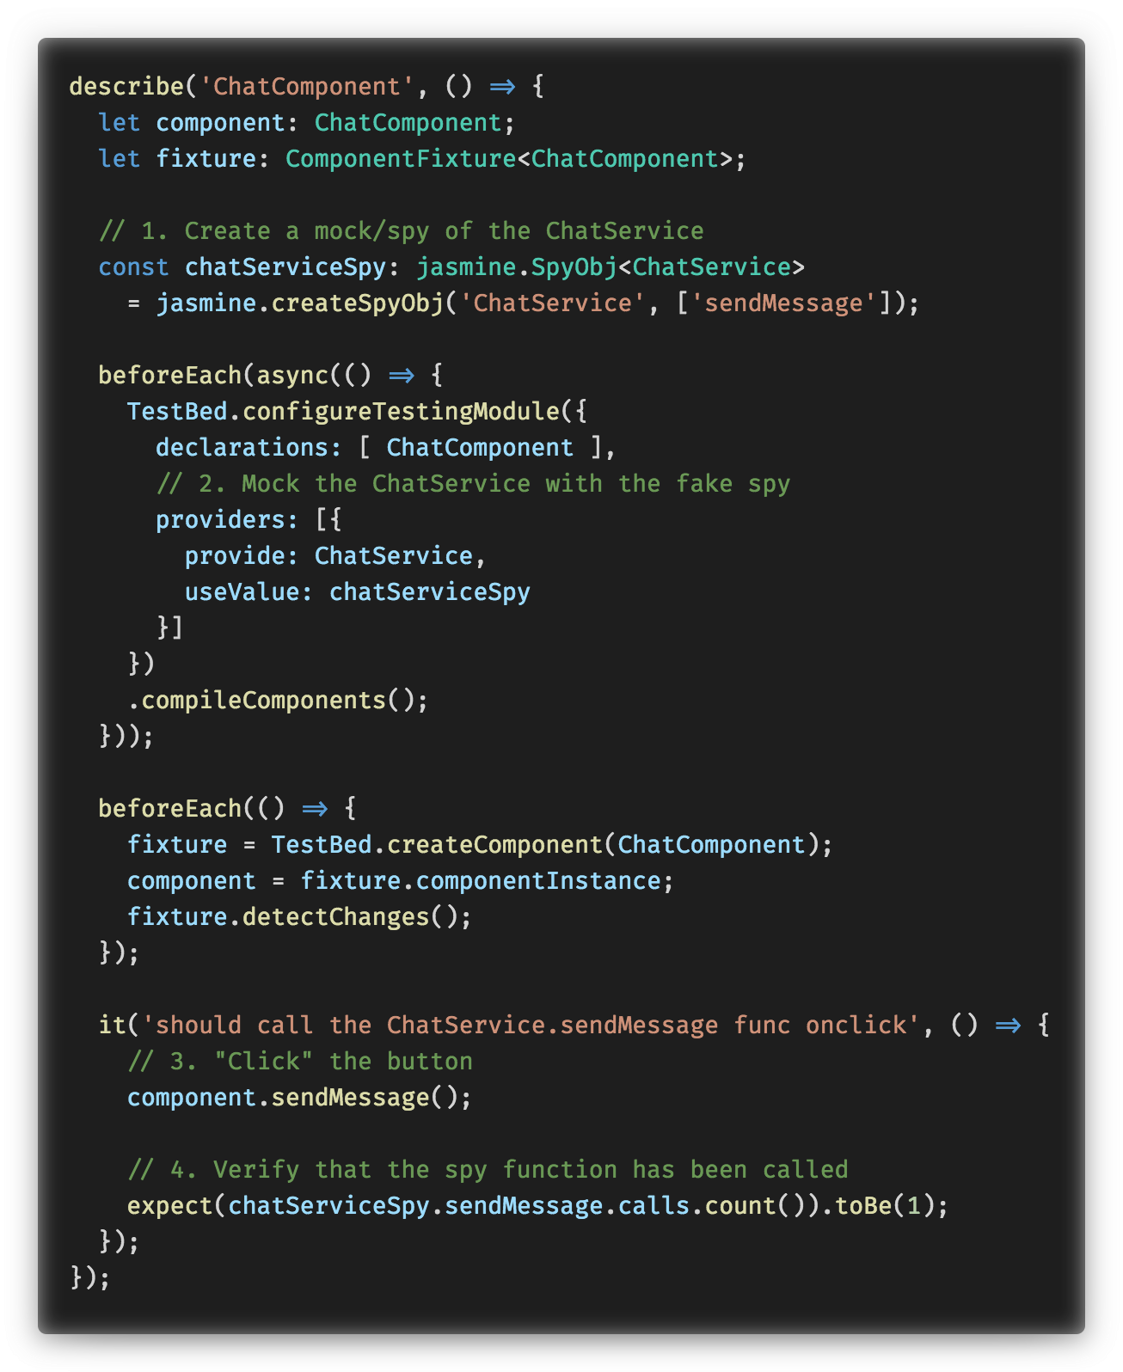 describe('ChatComponent', () => {
  let component: ChatComponent;
  let fixture: ComponentFixture<ChatComponent>;

  // 1. Create a mock/spy of the ChatService
  const chatServiceSpy: jasmine.SpyObj<ChatService>
    = jasmine.createSpyObj('ChatService', ['sendMessage']);

  beforeEach(async(() => {
    TestBed.configureTestingModule({
      declarations: [ ChatComponent ],
      // 2. Mock the ChatService with the fake spy
      providers: [{
        provide: ChatService,
        useValue: chatServiceSpy
      }]
    })
    .compileComponents();
  }));

  beforeEach(() => {
    fixture = TestBed.createComponent(ChatComponent);
    component = fixture.componentInstance;
    fixture.detectChanges();
  });

  it('should call the ChatService.sendMessage func onclick', () => {
    // 3. "Click" the button
    component.sendMessage();

    // 4. Verify that the spy function has been called
    expect(chatServiceSpy.sendMessage.calls.count()).toBe(1);
  });
});